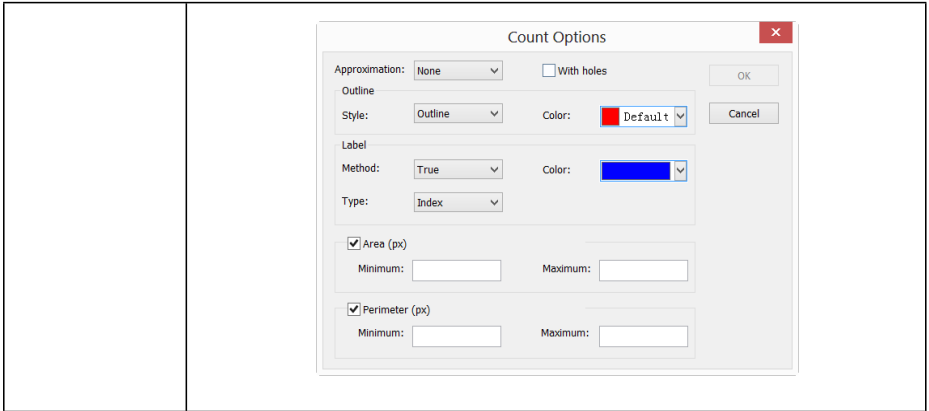 Count Options
Approximation: None With holes OK
Outline
Style: Outline Color: Default Cancel
Label
Method: True Color:
Type: Index
Area (px)
Minimum: Maximum:
Perimeter (px)
Minimum: Maximum: